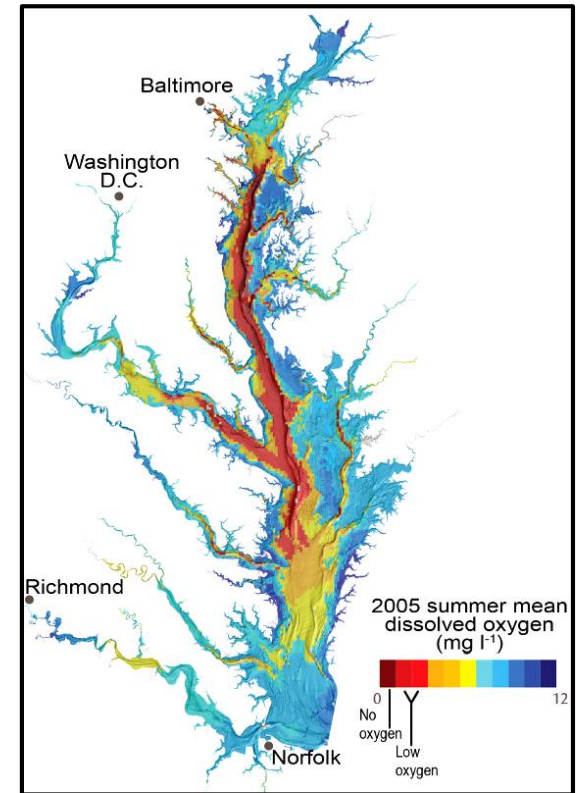 Baltimore
Washington
D.C.
Richmond
2005 summer mean
dissolved oxygen
(mg l⁻¹)
0
12
No
oxygen
Low
oxygen
Norfolk